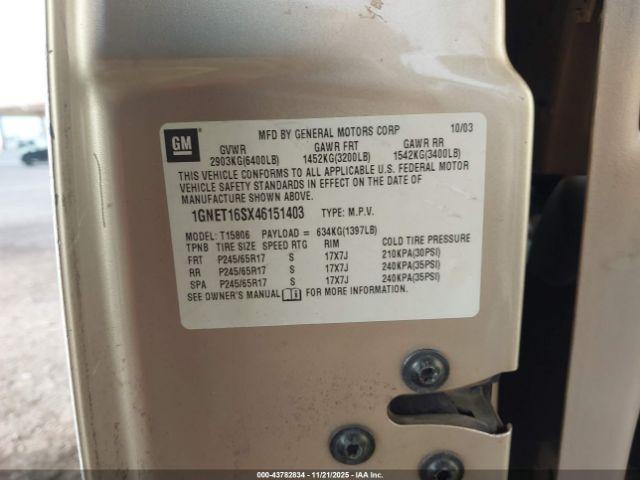 GM
MFD BY GENERAL MOTORS CORP 10/03
GVWR GAWR FRT GAWR RR
2903KG(6400LB) 1452KG(3200LB) 1542KG(3400LB)
THIS VEHICLE CONFORMS TO ALL APPLICABLE U.S. FEDERAL MOTOR
VEHICLE SAFETY STANDARDS IN EFFECT ON THE DATE OF
MANUFACTURE SHOWN ABOVE.
1GNET16SX46151403 TYPE: M.P.V.
MODEL: T15806 PAYLOAD = 634KG(1397LB)
TPNB TIRE SIZE SPEED RTG RIM COLD TIRE PRESSURE
FRT P245/65R17 S 17X7J 210KPA(30PSI)
RR P245/65R17 S 17X7J 240KPA(35PSI)
SPA P245/65R17 S 17X7J 240KPA(35PSI)
SEE OWNER'S MANUAL FOR MORE INFORMATION.
00-43782834 - 11/21/2025 - IAA Inc.